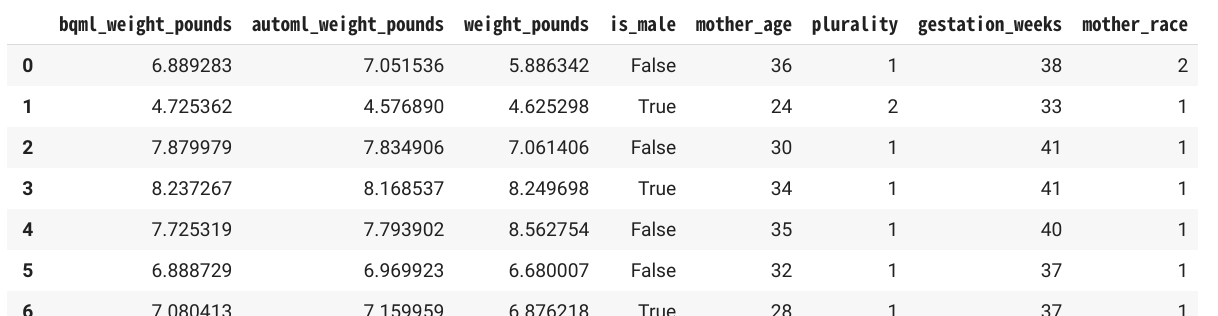 bqml_weight_pounds automl_weight_pounds weight_pounds is_male mother_age plurality gestation_weeks mother_race
0 6.889283 7.051536 5.886342 False 36 1 38 2
1 4.725362 4.576890 4.625298 True 24 2 33 1
2 7.879979 7.834906 7.061406 False 30 1 41 1
3 8.237267 8.168537 8.249698 True 34 1 41 1
4 7.725319 7.793902 8.562754 False 35 1 40 1
5 6.888729 6.969923 6.680007 False 32 1 37 1
6 7.080413 7.159959 6.876218 True 28 1 37 1